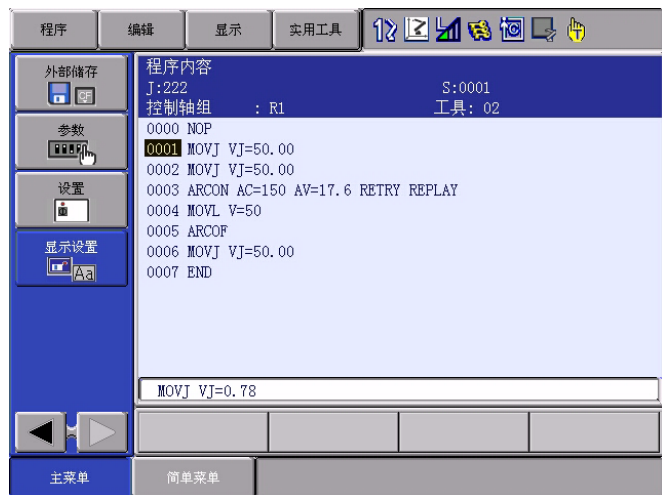 程序 编辑 显示 实用工具
外部储存
CF
参数
设置
显示设置
Aa
程序内容
J:222 S:0001
控制轴组 : R1 工具: 02
0000 NOP
0001 MOVJ VJ=50.00
0002 MOVJ VJ=50.00
0003 ARCON AC=150 AV=17.6 RETRY REPLAY
0004 MOVL V=50
0005 ARCOF
0006 MOVJ VJ=50.00
0007 END
MOVJ VJ=0.78
主菜单 简单菜单